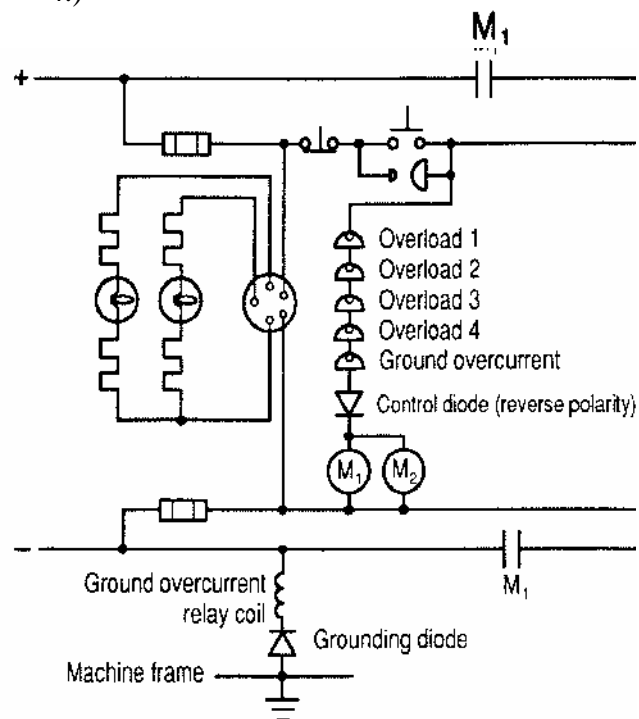 M₁
+
Overload 1
Overload 2
Overload 3
Overload 4
Ground overcurrent
Control diode (reverse polarity)
M₁ M₂
−
M₁
Ground overcurrent
relay coil
Grounding diode
Machine frame